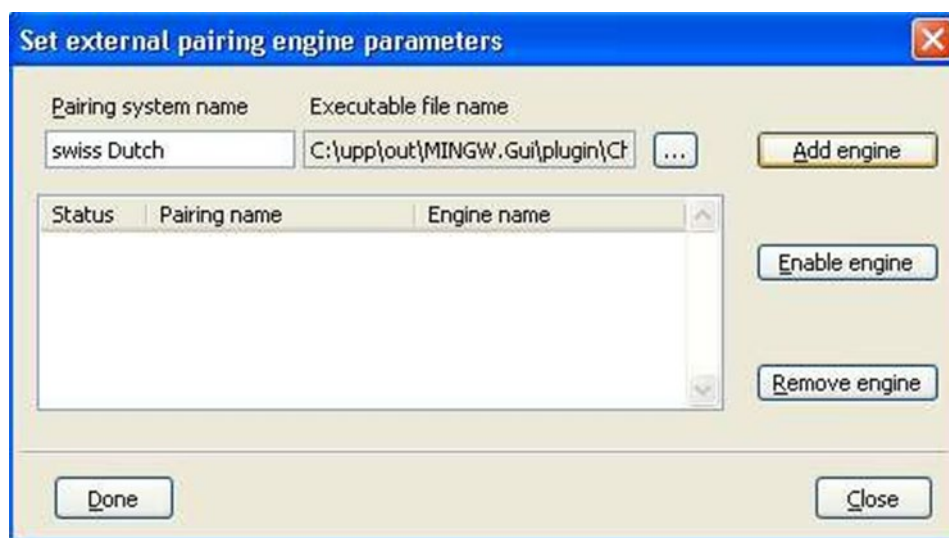 Set external pairing engine parameters
Pairing system name Executable file name
swiss Dutch C:\upp\out\MINGW.Gui\plugin\Ch ... Add engine
Status Pairing name Engine name
Enable engine
Remove engine
Done Close